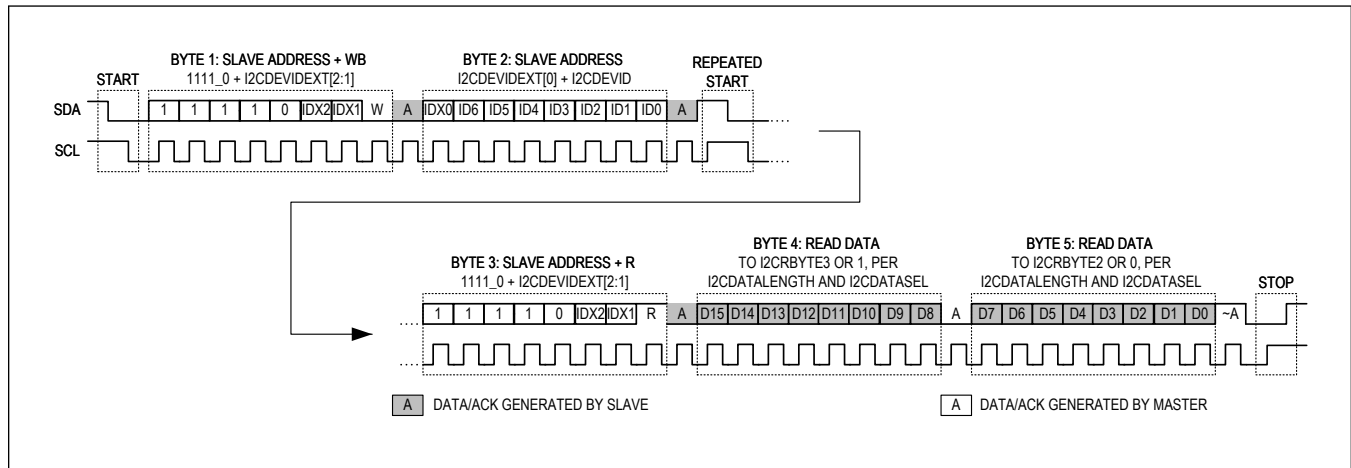 BYTE 1: SLAVE ADDRESS + WB
1111_0 + I2CDEVIDEXT[2:1]
BYTE 2: SLAVE ADDRESS
I2CDEVIDEXT[0] + I2CDEVID
REPEATED
START
START
SDA 1 1 1 1 0 IDX2 IDX1 W A IDX0 ID6 ID5 ID4 ID3 ID2 ID1 ID0 A ....
SCL ....
BYTE 3: SLAVE ADDRESS + R
1111_0 + I2CDEVIDEXT[2:1]
BYTE 4: READ DATA
TO I2CRBYTE3 OR 1, PER
I2CDATALENGTH AND I2CDATASEL
BYTE 5: READ DATA
TO I2CRBYTE2 OR 0, PER
I2CDATALENGTH AND I2CDATASEL
STOP
.... 1 1 1 1 0 IDX2 IDX1 R A D15 D14 D13 D12 D11 D10 D9 D8 A D7 D6 D5 D4 D3 D2 D1 D0 ~A
....
A DATA/ACK GENERATED BY SLAVE
A DATA/ACK GENERATED BY MASTER